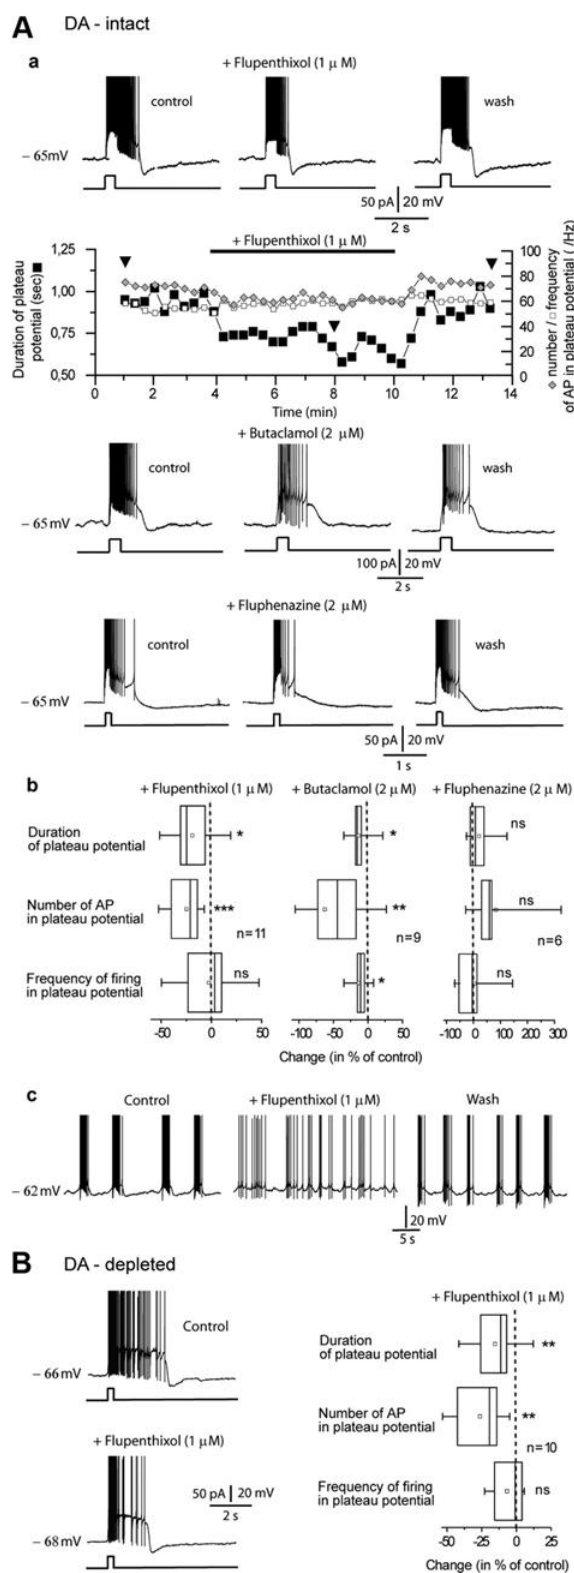 A DA - intact
a
+ Flupenthixol (1 μM)
control
wash
- 65mV
50 pA 20 mV
2 s
+ Flupenthixol (1 μM)
Duration of plateau
potential (sec)
1,25
1,00
0,75
0,50
100
80
60
40
20
0
number / frequency
of AP in plateau potential ( /Hz)
0 2 4 6 8 10 12 14
Time (min)
+ Butaclamol (2 μM)
control
wash
- 65mV
100 pA 20 mV
2 s
+ Fluphenazine (2 μM)
control
wash
- 65mV
50 pA 20 mV
1 s
b
+ Flupenthixol (1 μM) + Butaclamol (2 μM) + Fluphenazine (2 μM)
Duration
of plateau potential
* * ns
Number of AP
in plateau potential
*** ** ns
n=11 n=9 n=6
Frequency of firing
in plateau potential
ns * ns
-50 0 50 -100 -50 0 50 -100 0 100 200 300
Change (in % of control)
c
Control + Flupenthixol (1 μM) Wash
- 62mV
20 mV
5 s
B DA - depleted
Control
- 66mV
+ Flupenthixol (1 μM)
50 pA 20 mV
2 s
- 68mV
+ Flupenthixol (1 μM)
Duration
of plateau potential
**
Number of AP
in plateau potential
**
n=10
Frequency of firing
in plateau potential
ns
-50 -25 0 25
Change (in % of control)